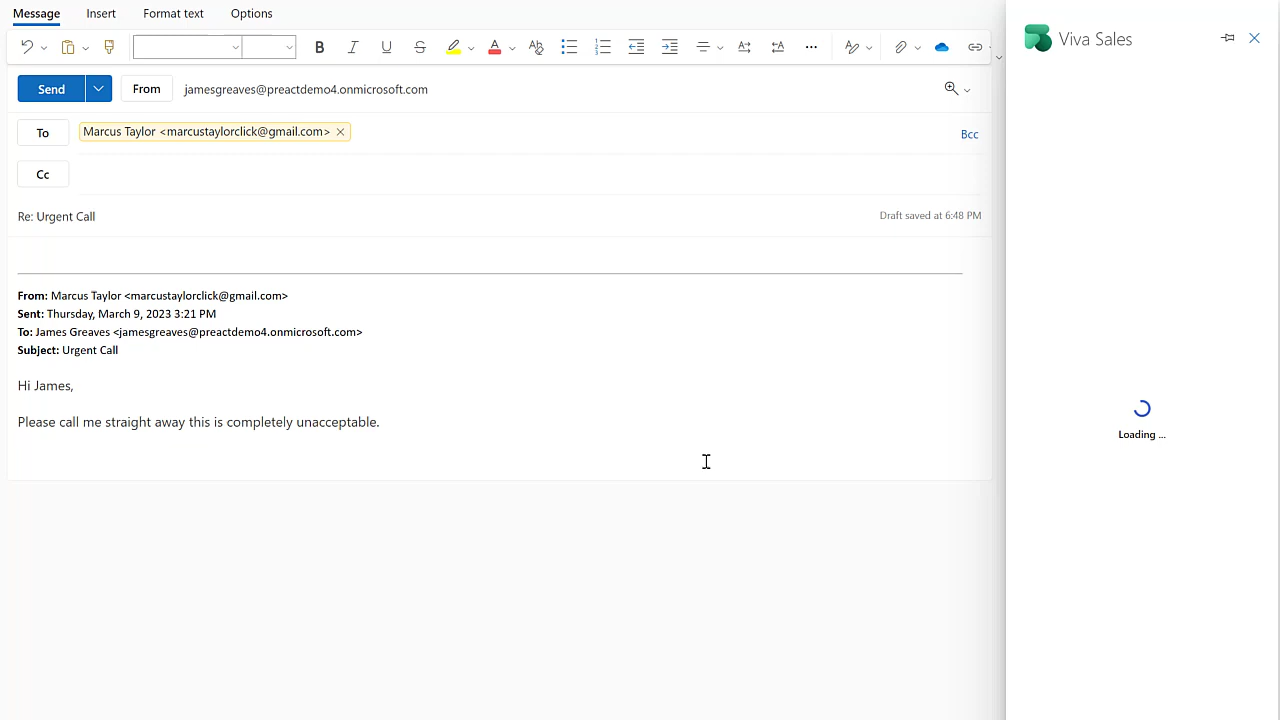 Message Insert Format text Options
Viva Sales
Send From jamesgreaves@preactdemo4.onmicrosoft.com
To Marcus Taylor <marcustaylorclick@gmail.com> Bcc
Cc
Re: Urgent Call Draft saved at 6:48 PM
From: Marcus Taylor <marcustaylorclick@gmail.com>
Sent: Thursday, March 9, 2023 3:21 PM
To: James Greaves <jamesgreaves@preactdemo4.onmicrosoft.com>
Subject: Urgent Call
Hi James,
Please call me straight away this is completely unacceptable.
Loading ...